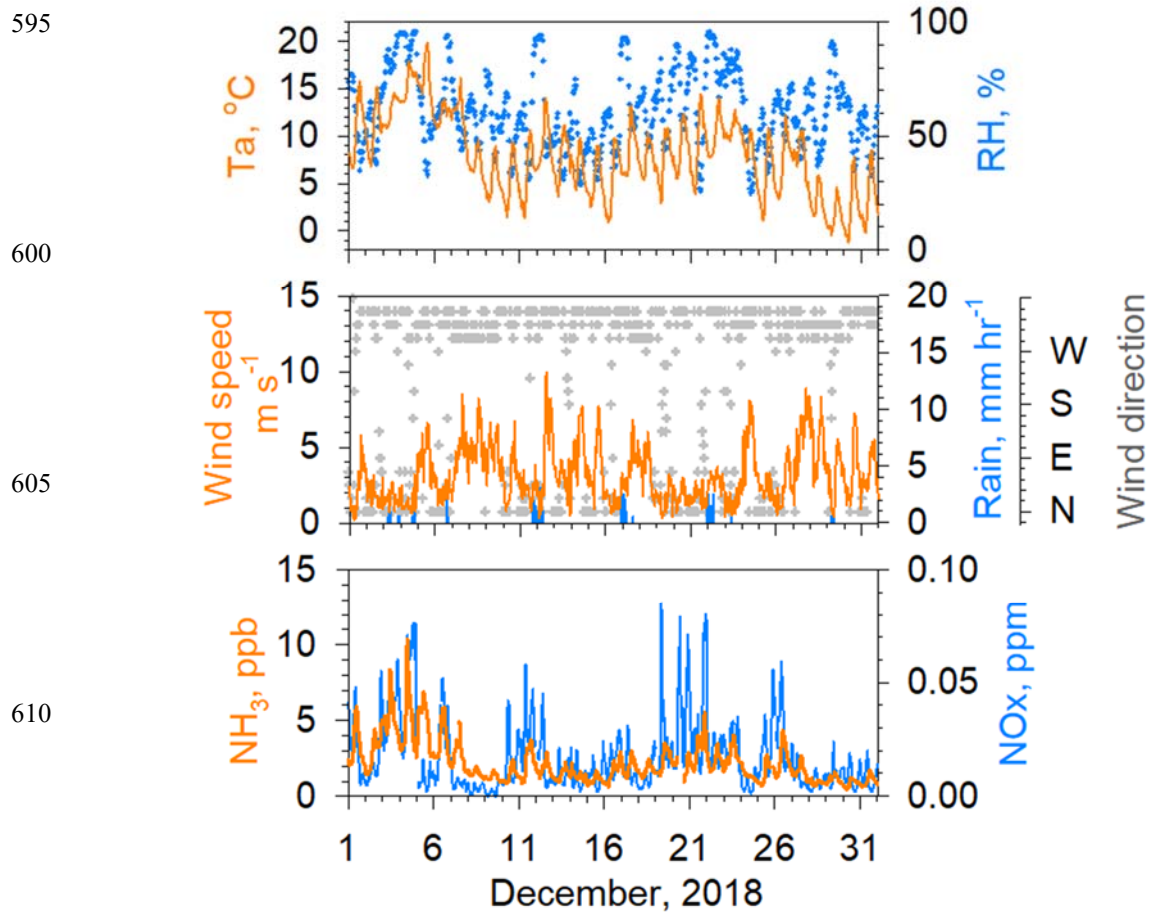 595
600
605
610
Ta, °C
20
15
10
5
0
100
50
0
RH, %
Wind speed
m s-1
15
10
5
0
20
15
10
5
0
Rain, mm hr-1
W
S
E
N
Wind direction
NH3, ppb
15
10
5
0
0.10
0.05
0.00
NOx, ppm
1 6 11 16 21 26 31
December, 2018